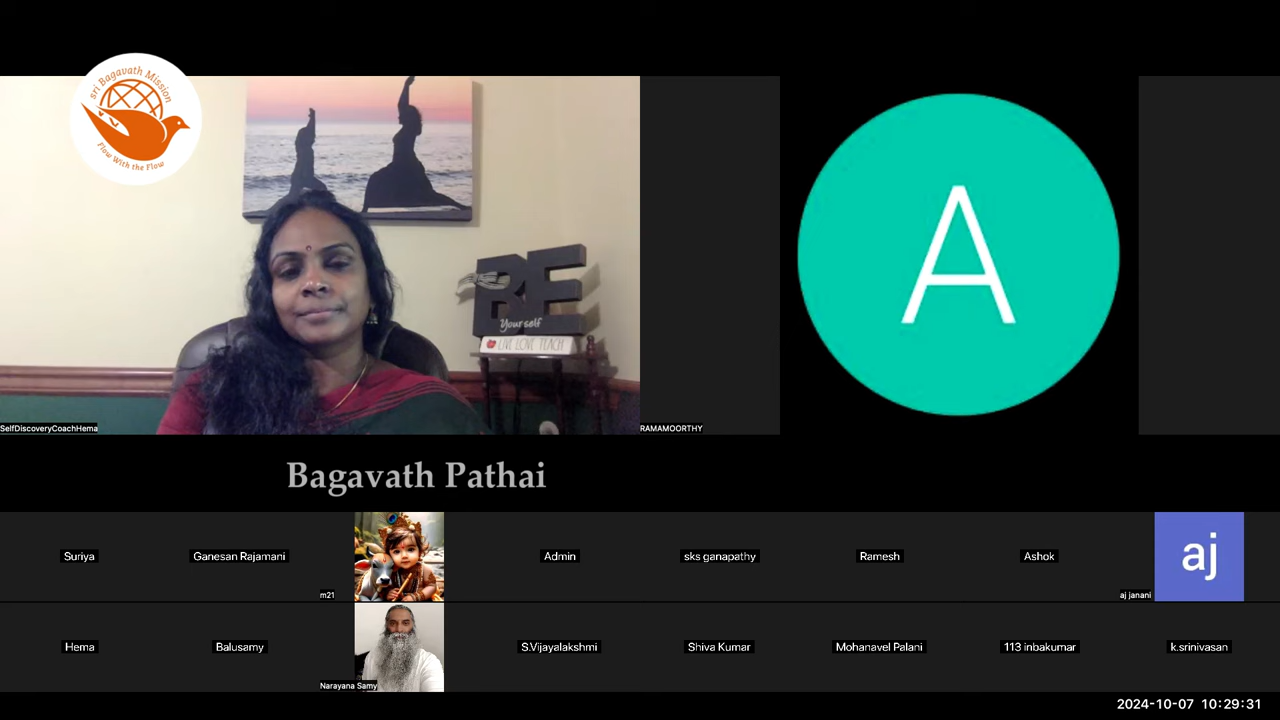 Sri Bagavath Mission
Flow With the Flow
BE
Yourself
LIVE LOVE TEACH
SelfDiscoveryCoachHema
RAMAMOORTHY
A
Bagavath Pathai
Suriya
Ganesan Rajamani
m21
Admin
sks ganapathy
Ramesh
Ashok
aj janani
aj
Hema
Balusamy
Narayana Samy
S.Vijayalakshmi
Shiva Kumar
Mohanavel Palani
113 inbakumar
k.srinivasan
2024-10-07 10:29:31